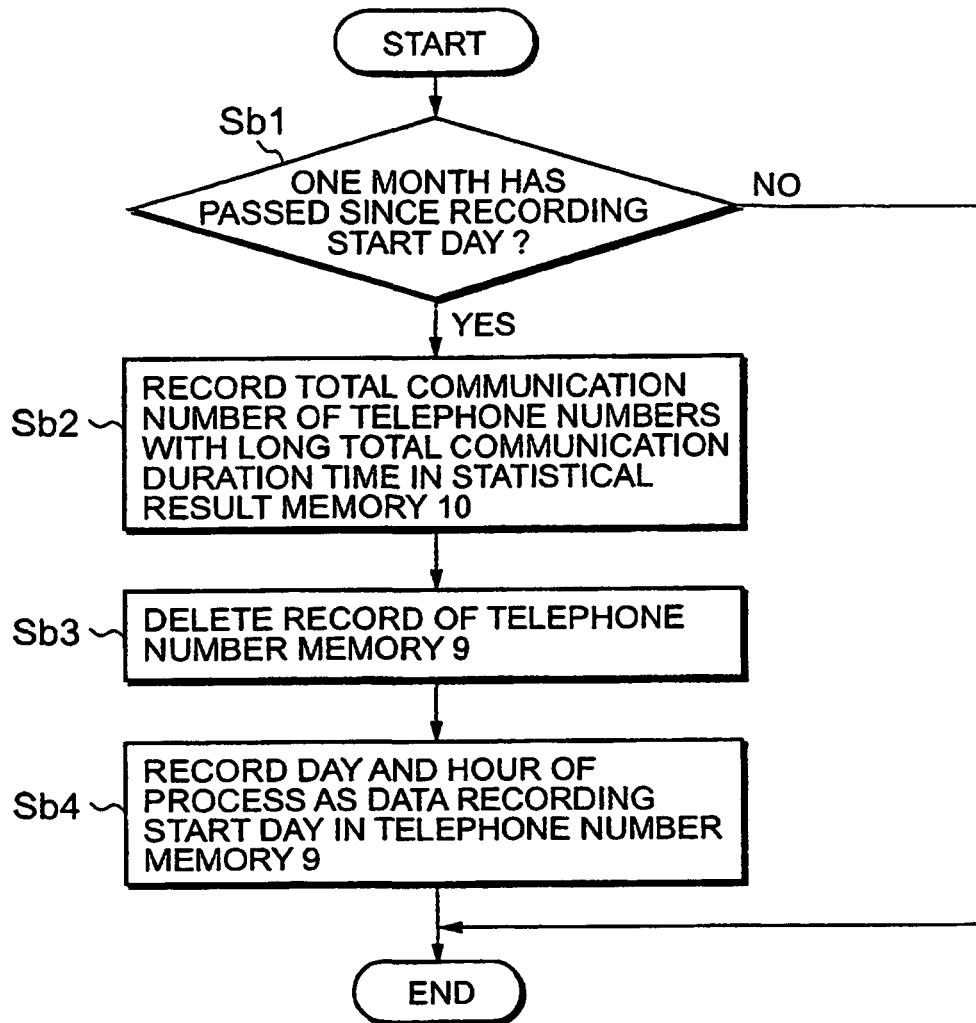 START
Sb1
ONE MONTH HAS
PASSED SINCE RECORDING
START DAY ?
NO
YES
Sb2
RECORD TOTAL COMMUNICATION
NUMBER OF TELEPHONE NUMBERS
WITH LONG TOTAL COMMUNICATION
DURATION TIME IN STATISTICAL
RESULT MEMORY 10
Sb3
DELETE RECORD OF TELEPHONE
NUMBER MEMORY 9
Sb4
RECORD DAY AND HOUR OF
PROCESS AS DATA RECORDING
START DAY IN TELEPHONE NUMBER
MEMORY 9
END